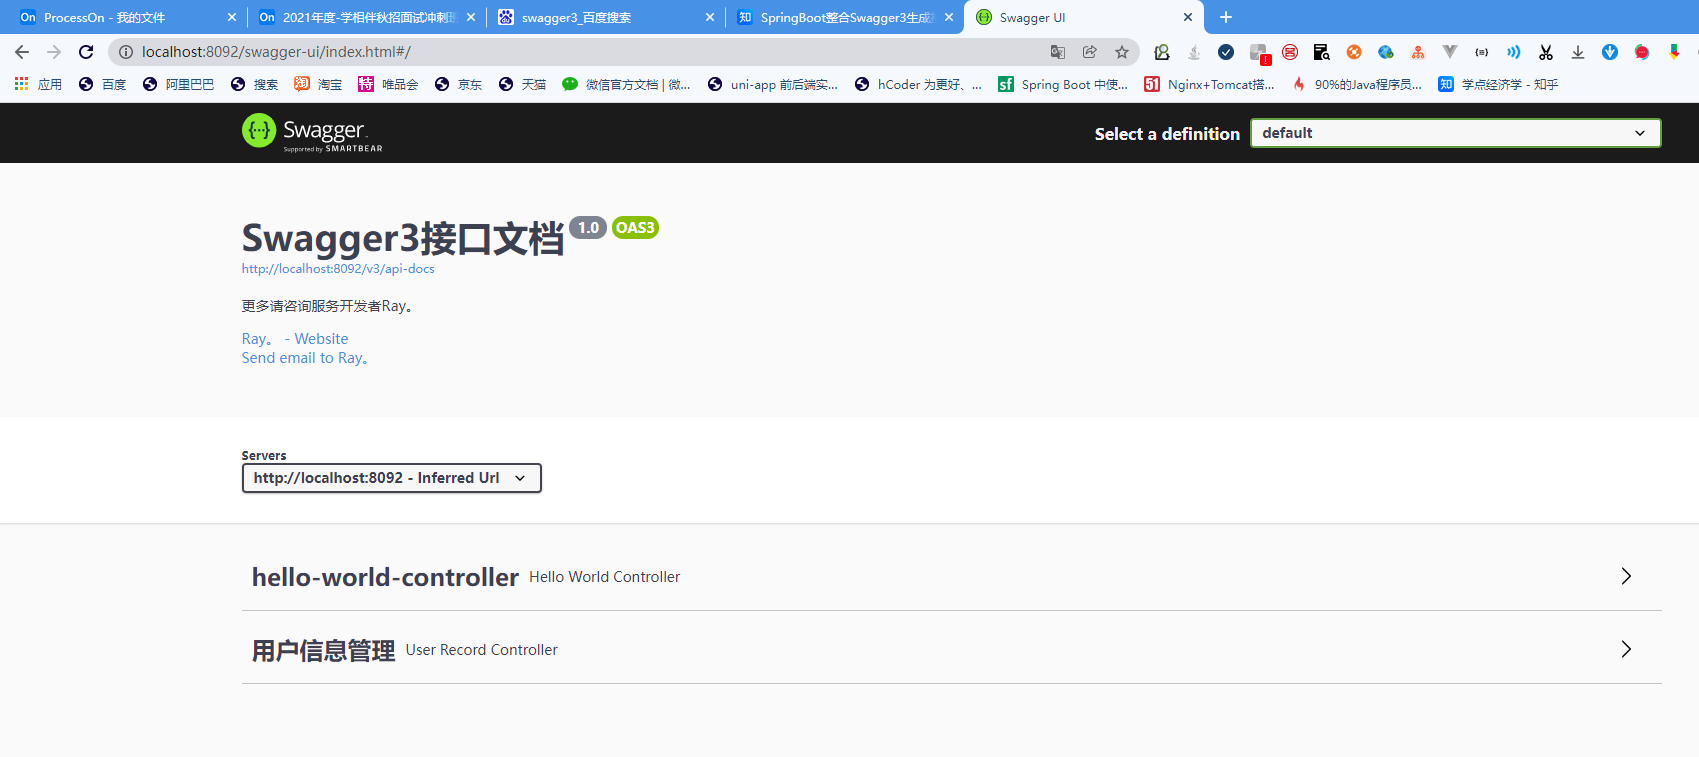 ProcessOn - 我的文件
2021年度-学相伴秋招面试冲刺班
swagger3_百度搜索
SpringBoot整合Swagger3生成
Swagger UI
localhost:8092/swagger-ui/index.html#/
应用 百度 阿里巴巴 搜索 淘宝 唯品会 京东 天猫 微信官方文档 | 微... uni-app 前后端实... hCoder 为更好、... Spring Boot 中使... Nginx+Tomcat搭... 90%的Java程序员... 学点经济学 - 知乎
Swagger
Supported by SMARTBEAR
Select a definition default
Swagger3接口文档 1.0 OAS3
http://localhost:8092/v3/api-docs
更多请咨询服务开发者Ray。
Ray。 - Website
Send email to Ray。
Servers
http://localhost:8092 - Inferred Url
hello-world-controller Hello World Controller
用户信息管理 User Record Controller